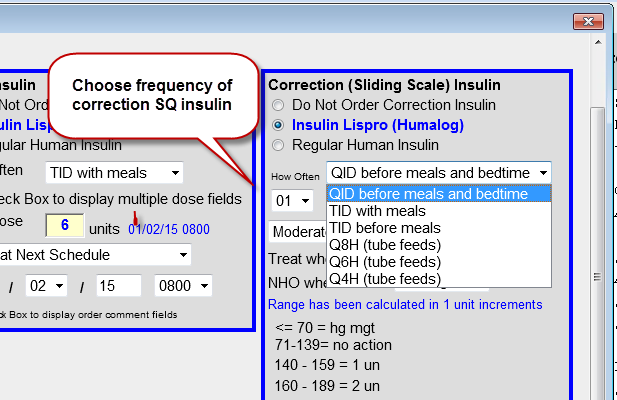 Choose frequency of
correction SQ insulin
nsulin
Not Ord
ulin Lisp
gular Human Insulin
ften
TID with meals
eck Box to display multiple dose fields
ose
6
units
01/02/15 0800
at Next Schedule
/
02
/
15
0800
ck Box to display order comment fields
Correction (Sliding Scale) Insulin
Do Not Order Correction Insulin
Insulin Lispro (Humalog)
Regular Human Insulin
How Often
QID before meals and bedtime
QID before meals and bedtime
TID with meals
TID before meals
Q8H (tube feeds)
Q6H (tube feeds)
Q4H (tube feeds)
01
Moderat
Treat whe
NHO whe
Range has been calculated in 1 unit increments
<= 70 = hg mgt
71-139= no action
140 - 159 = 1 un
160 - 189 = 2 un